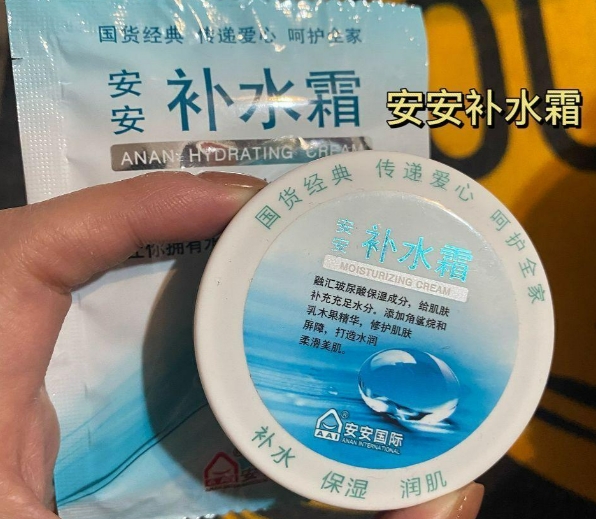 国货经典 传递爱心 呵护全家
安安 补水霜
ANAN HYDRATING CREAM
安安补水霜
国货经典 传递爱心 呵护全家
安安 补水霜
MOISTURIZING CREAM
融汇玻尿酸保湿成分，给肌肤
补充充足水分。添加角鲨烷和
乳木果精华，修护肌肤
屏障，打造水润
柔滑美肌。
AAI
安安国际
ANAN INTERNATIONAL
补水 保湿 润肌